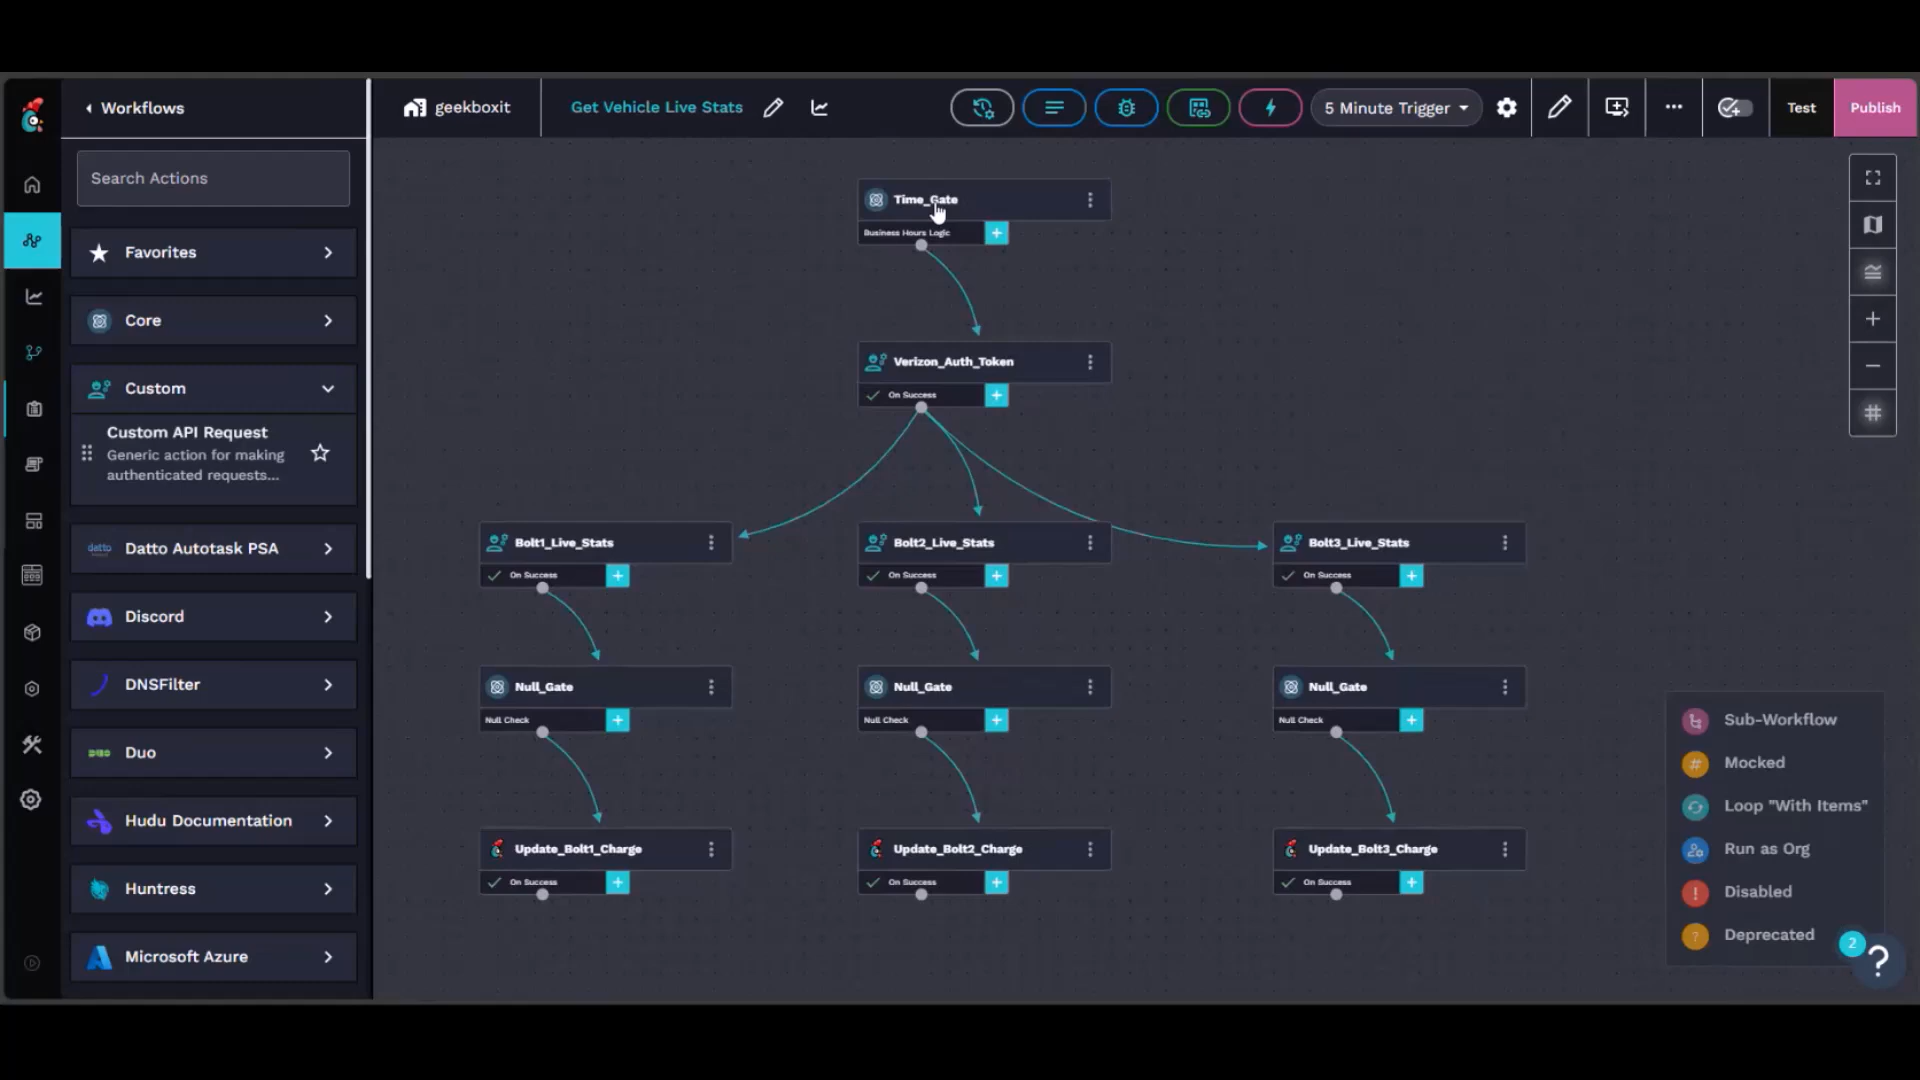 Workflows
geekboxit
Get Vehicle Live Stats
5 Minute Trigger
Test
Publish
Search Actions
Favorites
Core
Custom
Custom API Request
Generic action for making
authenticated requests...
datto
Datto Autotask PSA
Discord
DNSFilter
DUO
Duo
Hudu Documentation
Huntress
Microsoft Azure
Time_Gate
Business Hours Logic
Verizon_Auth_Token
On Success
Bolt1_Live_Stats
On Success
Bolt2_Live_Stats
On Success
Bolt3_Live_Stats
On Success
Null_Gate
Null Check
Null_Gate
Null Check
Null_Gate
Null Check
Update_Bolt1_Charge
On Success
Update_Bolt2_Charge
On Success
Update_Bolt3_Charge
On Success
Sub-Workflow
Mocked
Loop "With Items"
Run as Org
Disabled
Deprecated
2